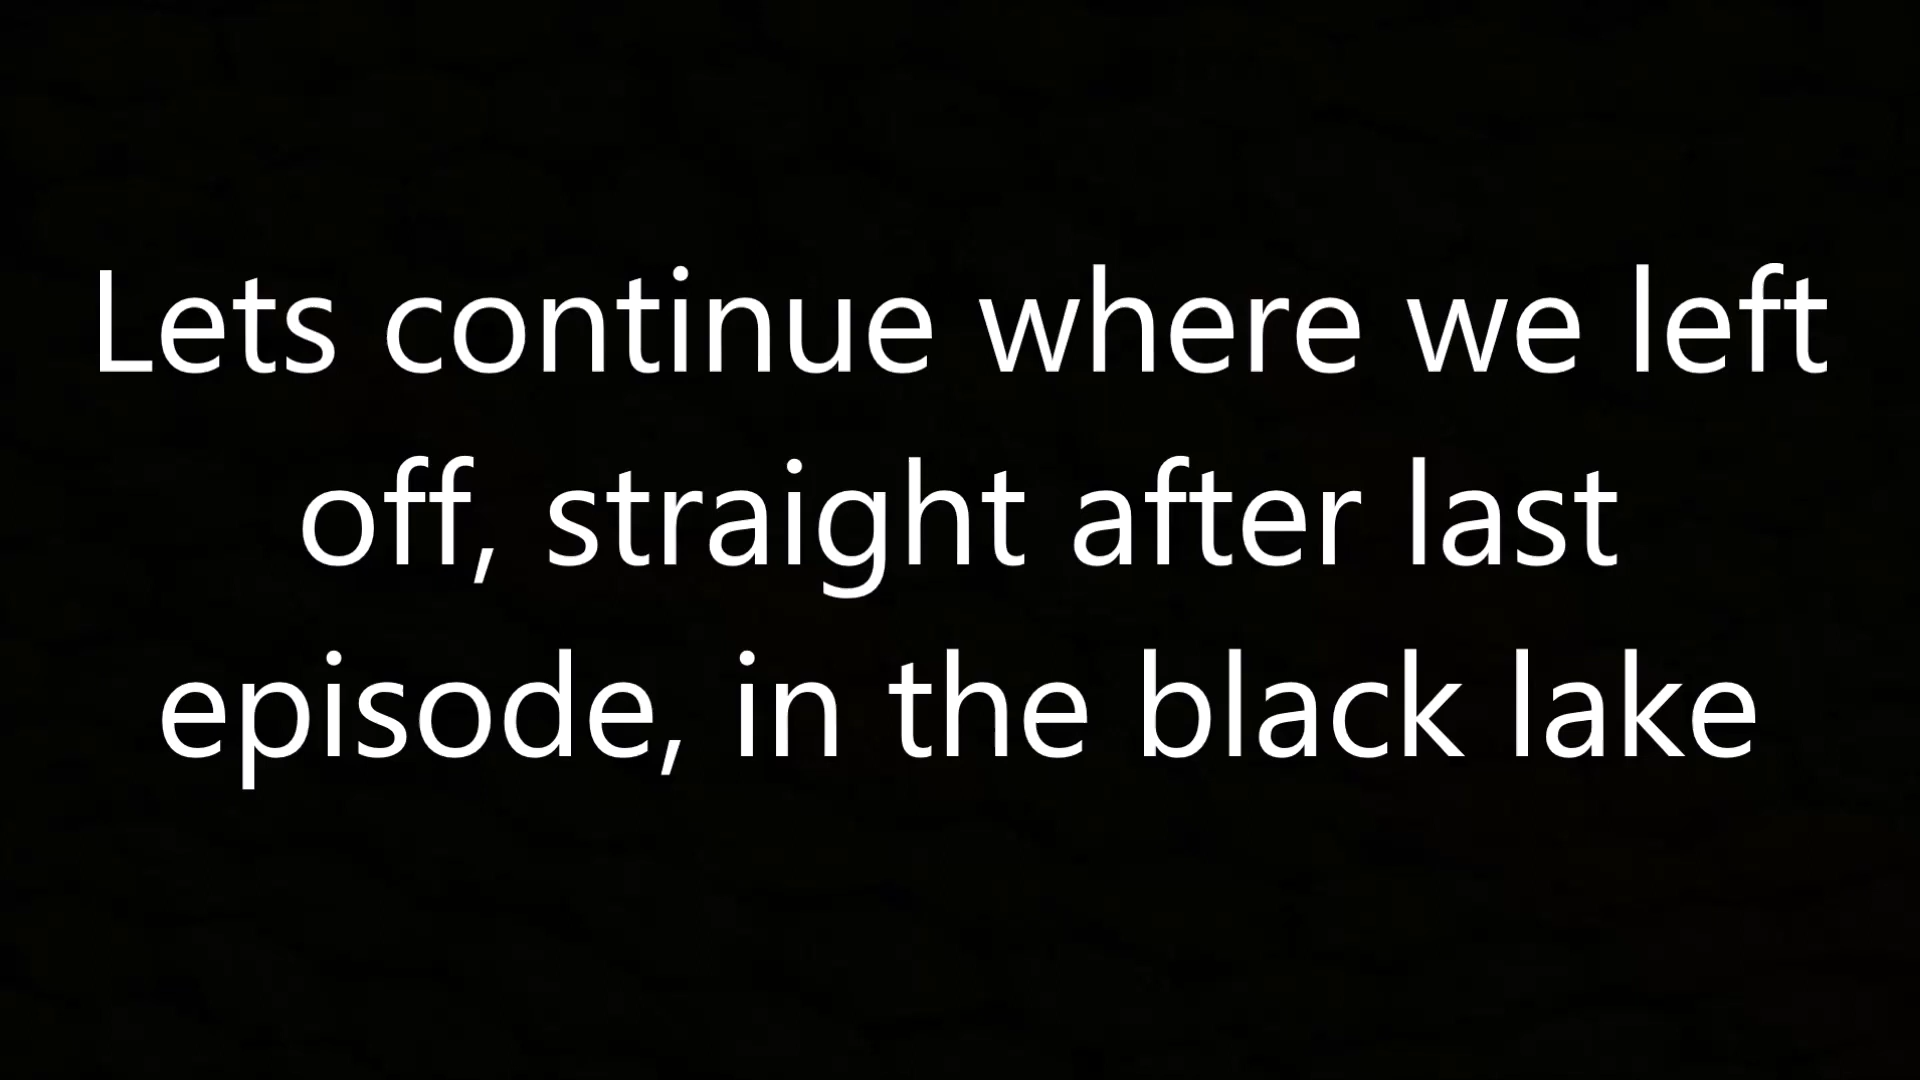 Lets continue where we left
off, straight after last
episode, in the black lake